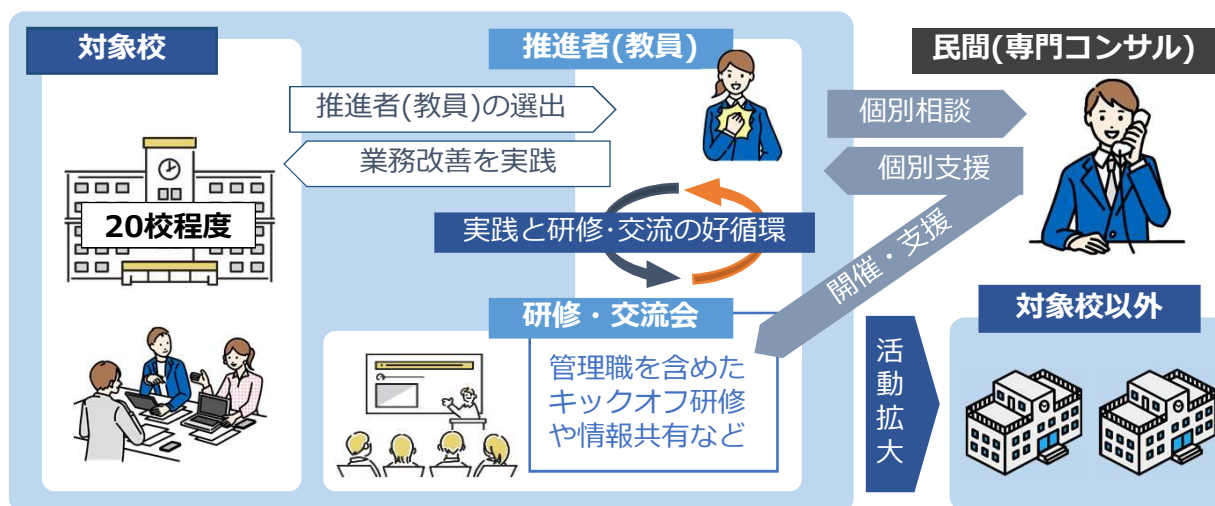 対象校
推進者(教員)
民間(専門コンサル)
推進者(教員)の選出
業務改善を実践
個別相談
個別支援
20校程度
実践と研修･交流の好循環
開催・支援
研修・交流会
管理職を含めた
キックオフ研修
や情報共有など
活動拡大
対象校以外